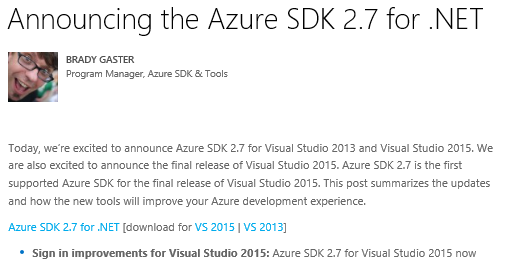 Announcing the Azure SDK 2.7 for .NET
BRADY GASTER
Program Manager, Azure SDK & Tools
Today, we're excited to announce Azure SDK 2.7 for Visual Studio 2013 and Visual Studio 2015. We
are also excited to announce the final release of Visual Studio 2015. Azure SDK 2.7 is the first
supported Azure SDK for the final release of Visual Studio 2015. This post summarizes the updates
and how the new tools will improve your Azure development experience.
Azure SDK 2.7 for .NET [download for VS 2015 | VS 2013]
• Sign in improvements for Visual Studio 2015: Azure SDK 2.7 for Visual Studio 2015 now